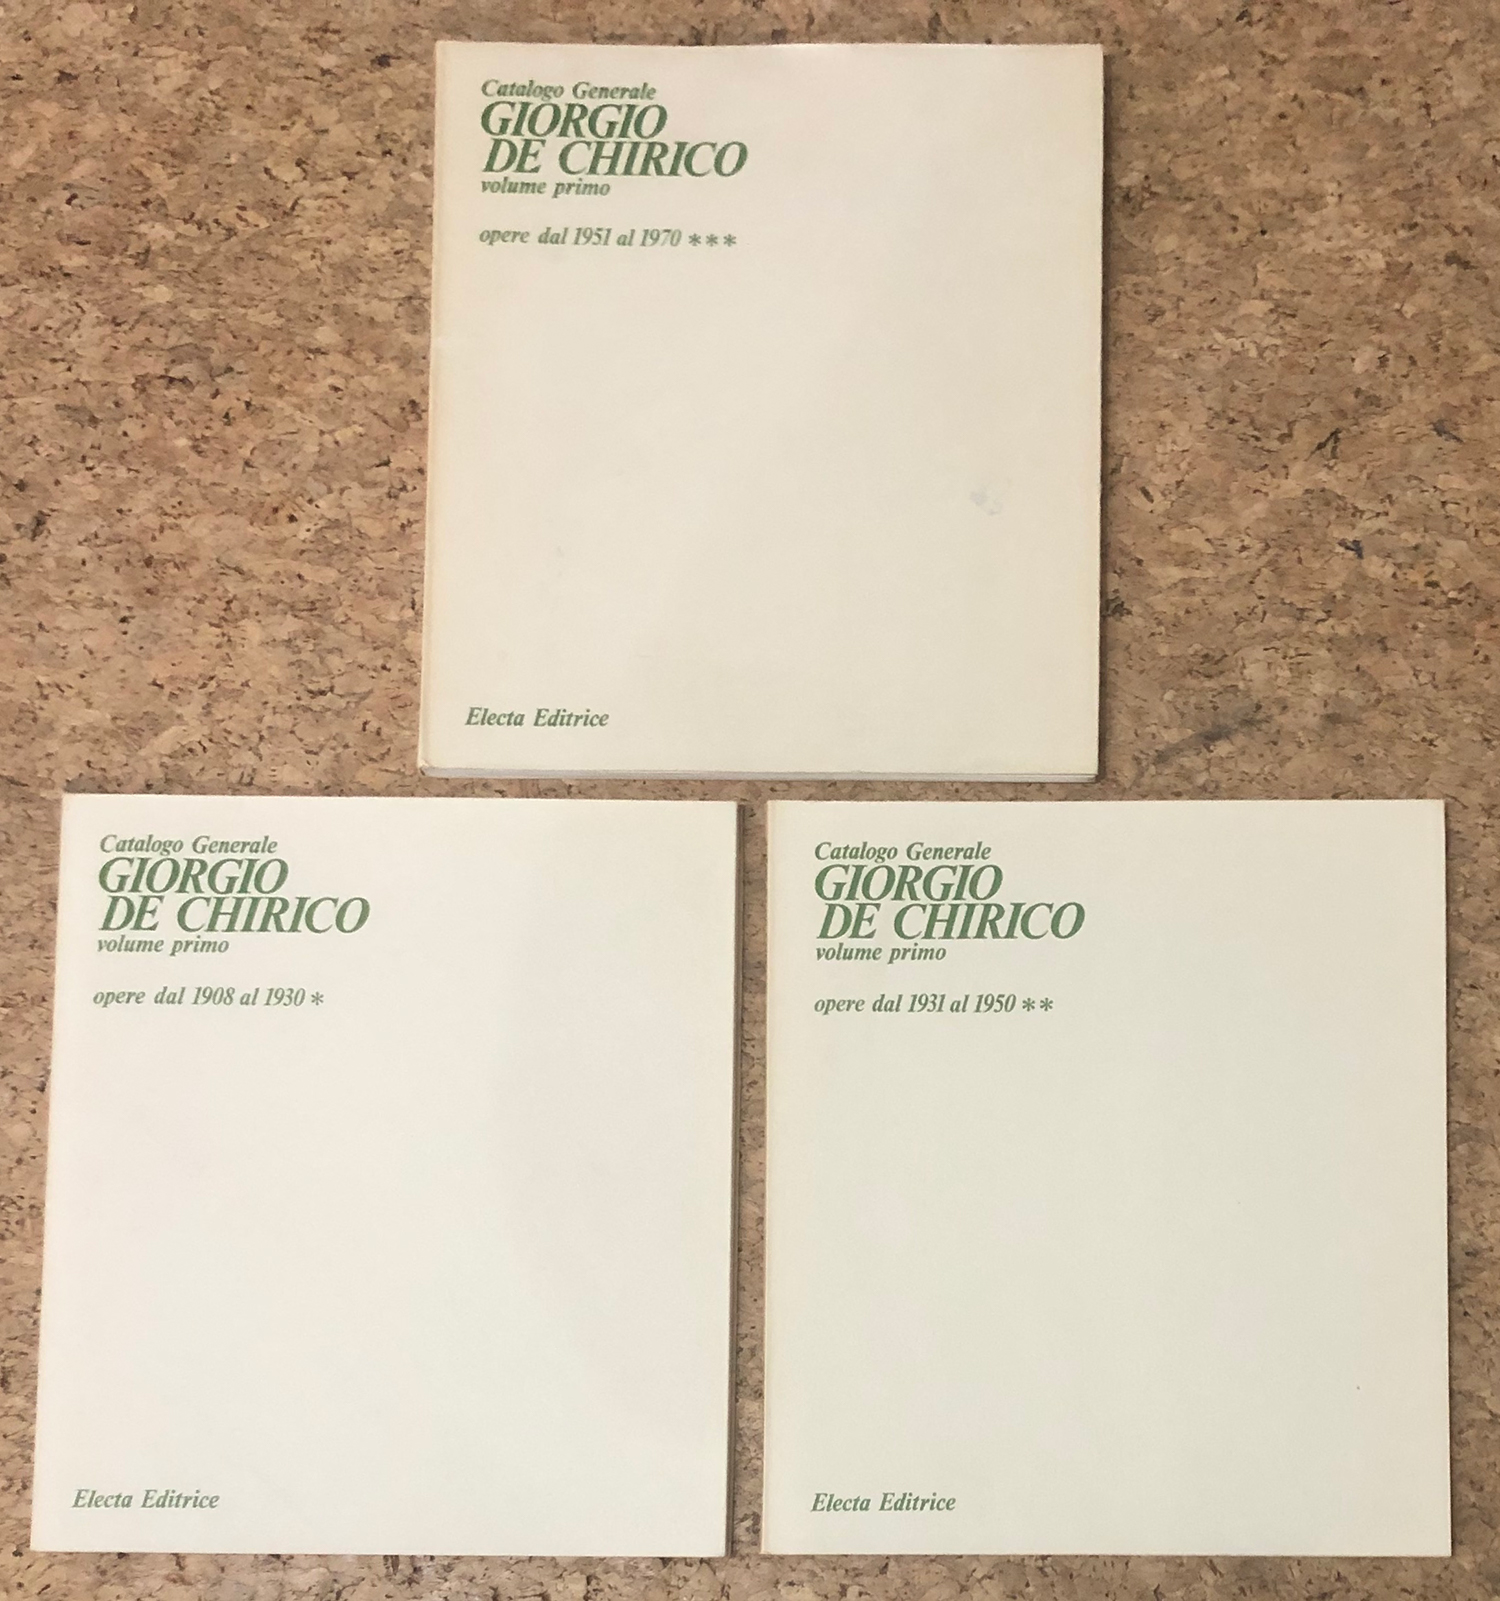 Catalogo Generale
GIORGIO
DE CHIRICO
volume primo
opere dal 1951 al 1970 ***
Electa Editrice
Catalogo Generale
GIORGIO
DE CHIRICO
volume primo
opere dal 1908 al 1930 *
Electa Editrice
Catalogo Generale
GIORGIO
DE CHIRICO
volume primo
opere dal 1931 al 1950 **
Electa Editrice